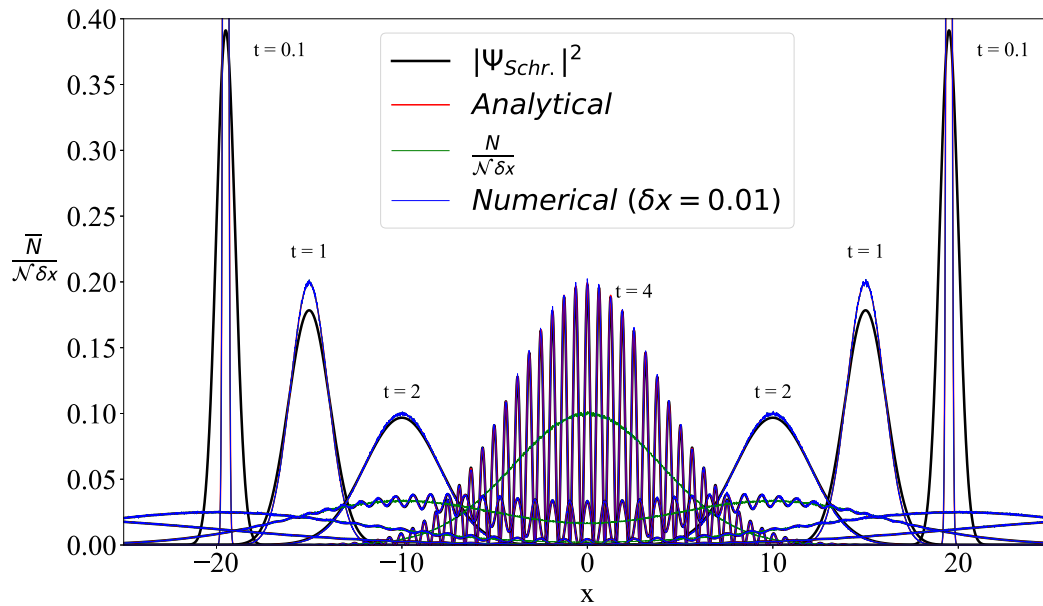 0.40
0.35
0.30
0.25
0.20
0.15
0.10
0.05
0.00
N̅
𝒩 δx
t = 0.1
t = 0.1
|Ψ_Schr.|²
Analytical
N
𝒩 δx
Numerical (δx = 0.01)
t = 1
t = 1
t = 4
t = 2
t = 2
−20
−10
0
10
20
x